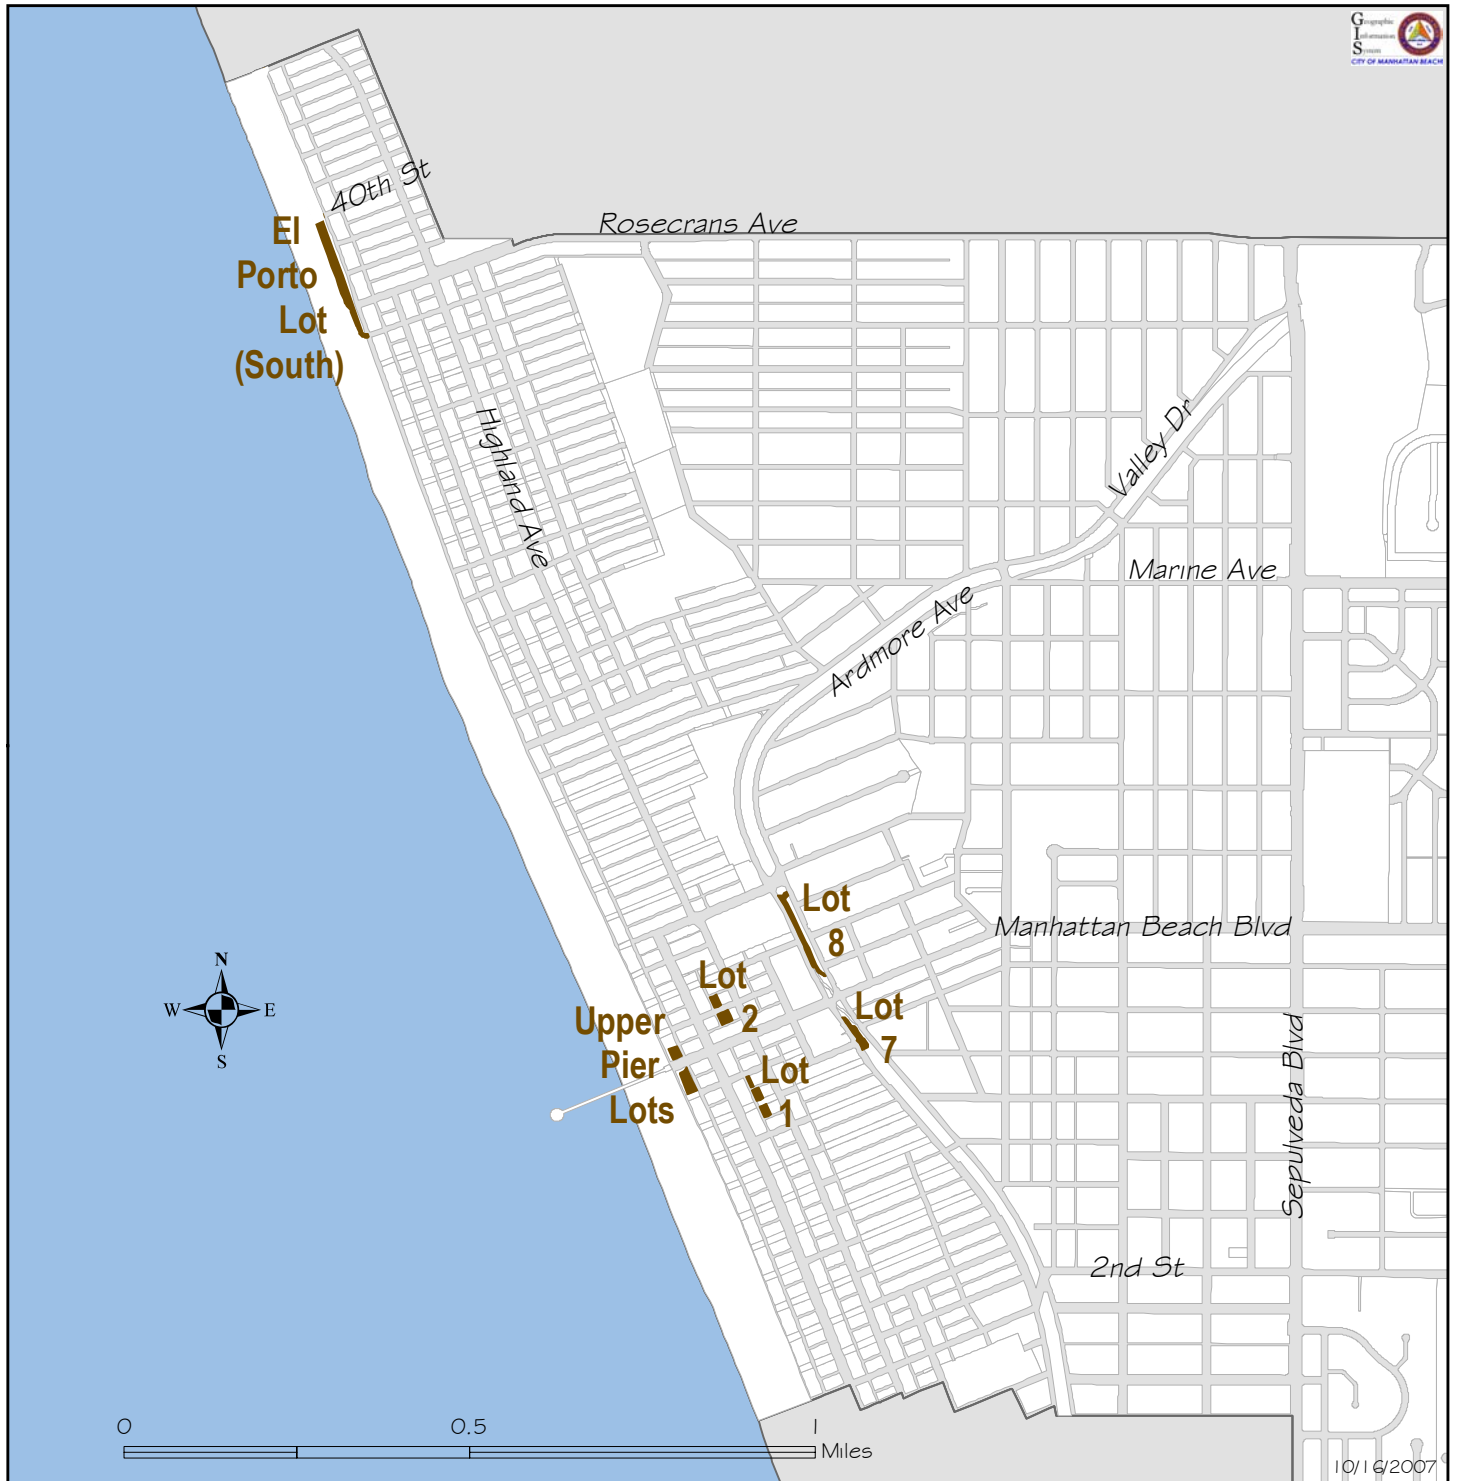 Geographic
Information
System
CITY OF MANHATTAN BEACH
40th St
Rosecrans Ave
El
Porto
Lot
(South)
Highland Ave
Valley Dr
Marine Ave
Ardmore Ave
Lot
8
Manhattan Beach Blvd
N
W E
S
Lot
2
Upper
Pier
Lots
Lot
7
Lot
1
Sepulveda Blvd
2nd St
0 0.5 1
Miles
10/16/2007